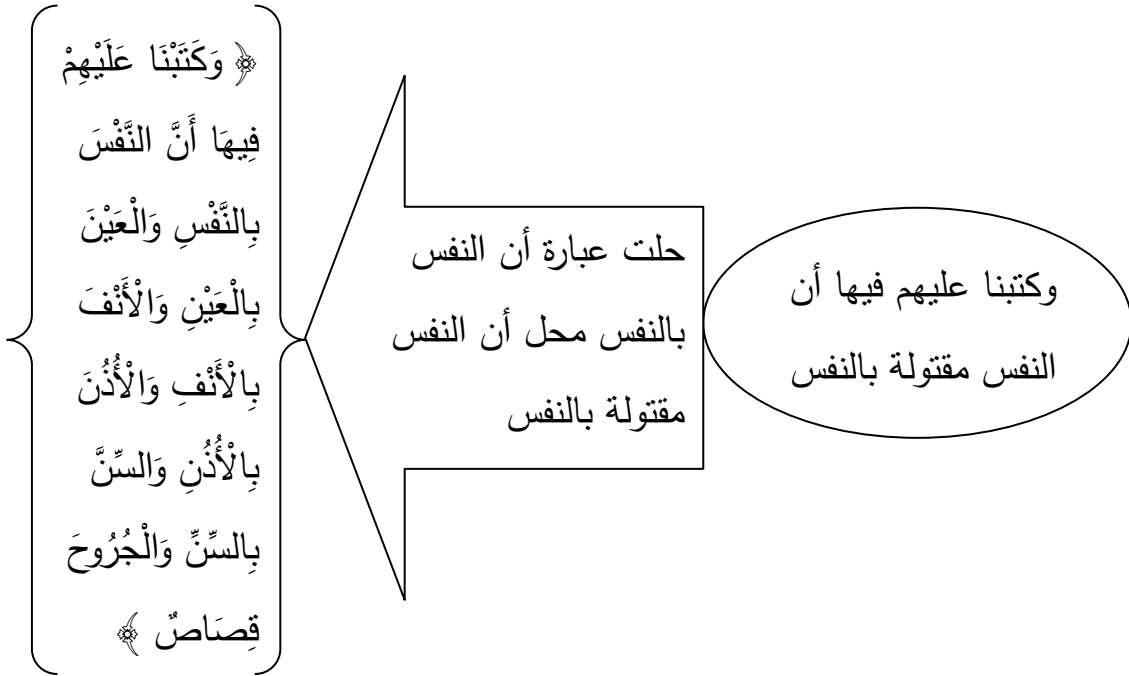 وكتبنا عليهم فيها أن
النفس مقتولة بالنفس
حلت عبارة أن النفس
بالنفس محل أن النفس
مقتولة بالنفس
﴿ وَكَتَبْنَا عَلَيْهِمْ
فِيهَا أَنَّ النَّفْسَ
بِالنَّفْسِ وَالْعَيْنَ
بِالْعَيْنِ وَالْأَنْفَ
بِالْأَنْفِ وَالْأُذُنَ
بِالْأُذُنِ وَالسِّنَّ
بِالسِّنِّ وَالْجُرُوحَ
قِصَاصٌ ﴾